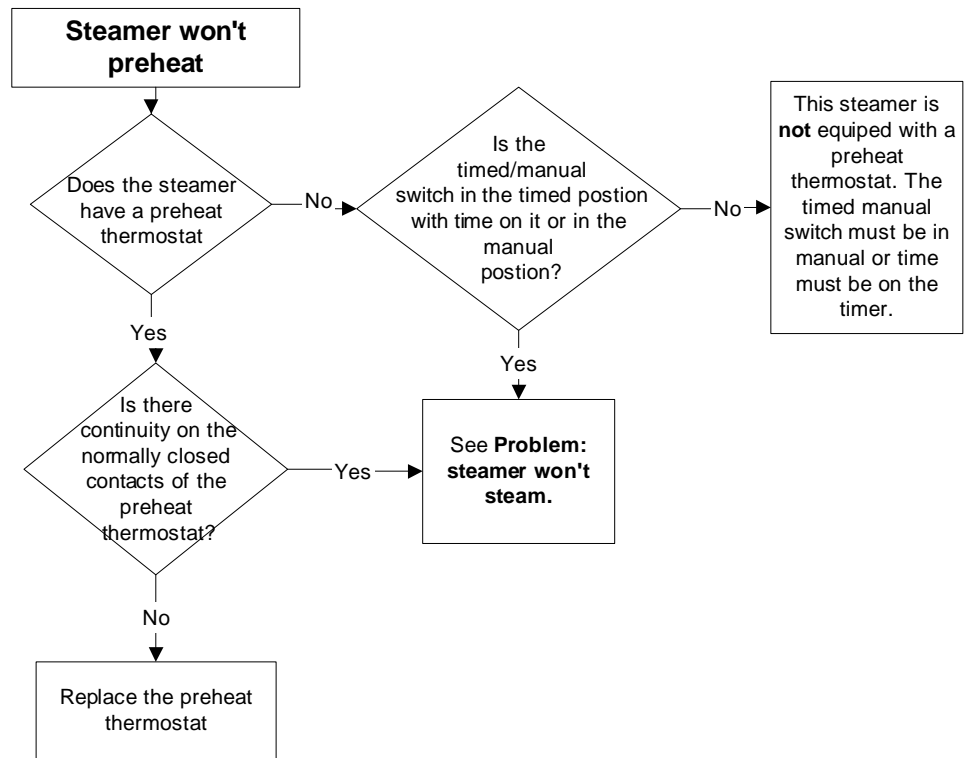 Steamer won't
preheat
Does the steamer
have a preheat
thermostat
No
Is the
timed/manual
switch in the timed postion
with time on it or in the
manual
postion?
No
This steamer is
not equiped with a
preheat
thermostat. The
timed manual
switch must be in
manual or time
must be on the
timer.
Yes
Yes
Is there
continuity on the
normally closed
contacts of the
preheat
thermostat?
Yes
See Problem:
steamer won't
steam.
No
Replace the preheat
thermostat